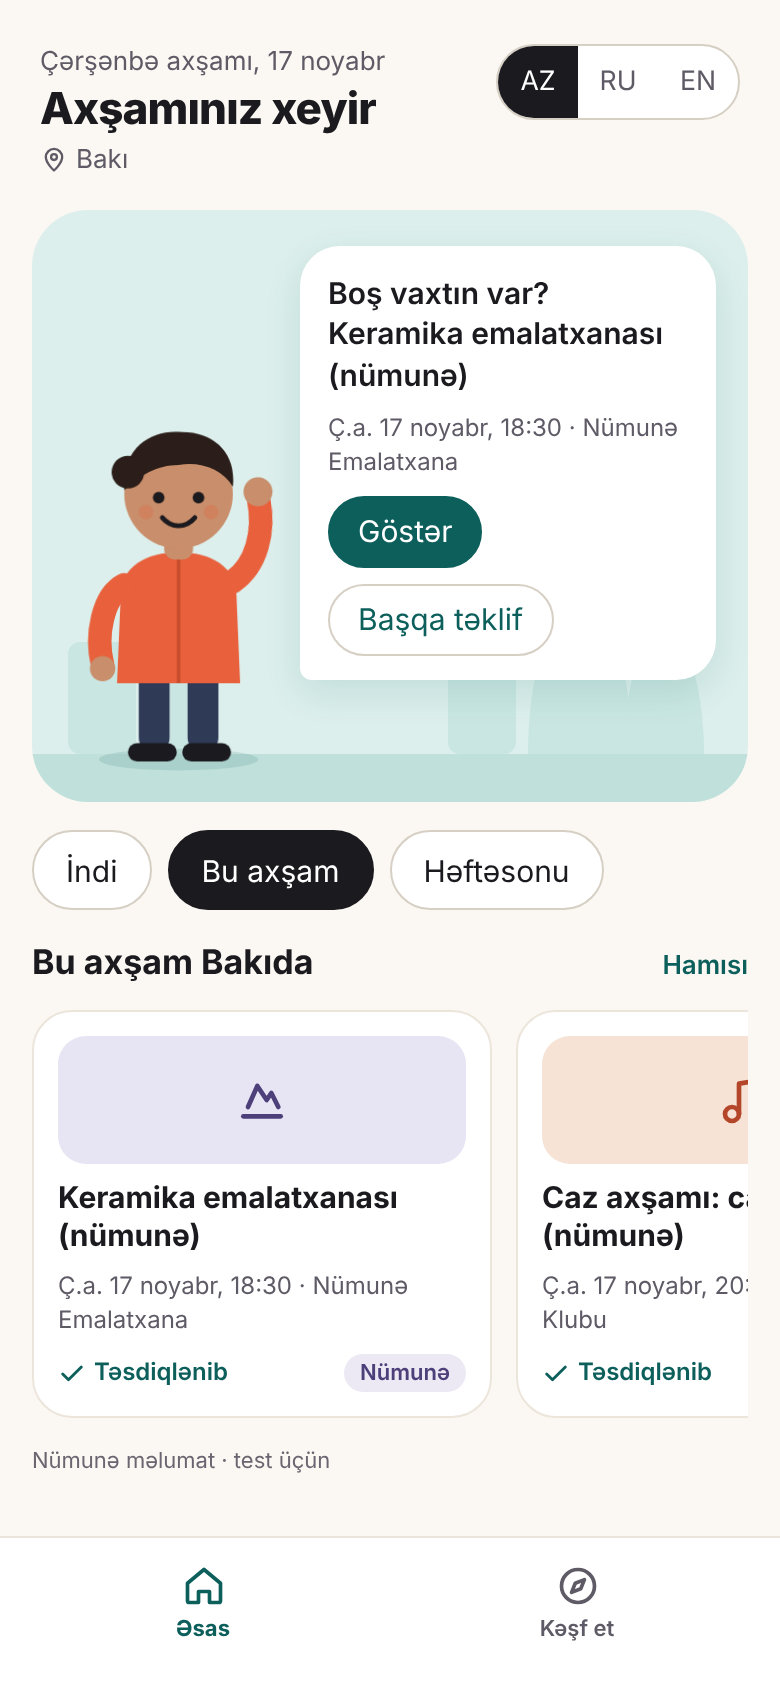 Çərşənbə axşamı, 17 noyabr
Axşamınız xeyir
Bakı
AZ RU EN
Boş vaxtın var?
Keramika emalatxanası
(nümunə)
Ç.a. 17 noyabr, 18:30 · Nümunə
Emalatxana
Göstər
Başqa təklif
İndi
Bu axşam
Həftəsonu
Bu axşam Bakıda
Hamısı
Keramika emalatxanası
(nümunə)
Ç.a. 17 noyabr, 18:30 · Nümunə
Emalatxana
Təsdiqlənib
Nümunə
Caz axşamı:
(nümunə)
Ç.a. 17 noyabr,
Klubu
Təsdiqlənib
Nümunə məlumat · test üçün
Əsas
Kəşf et